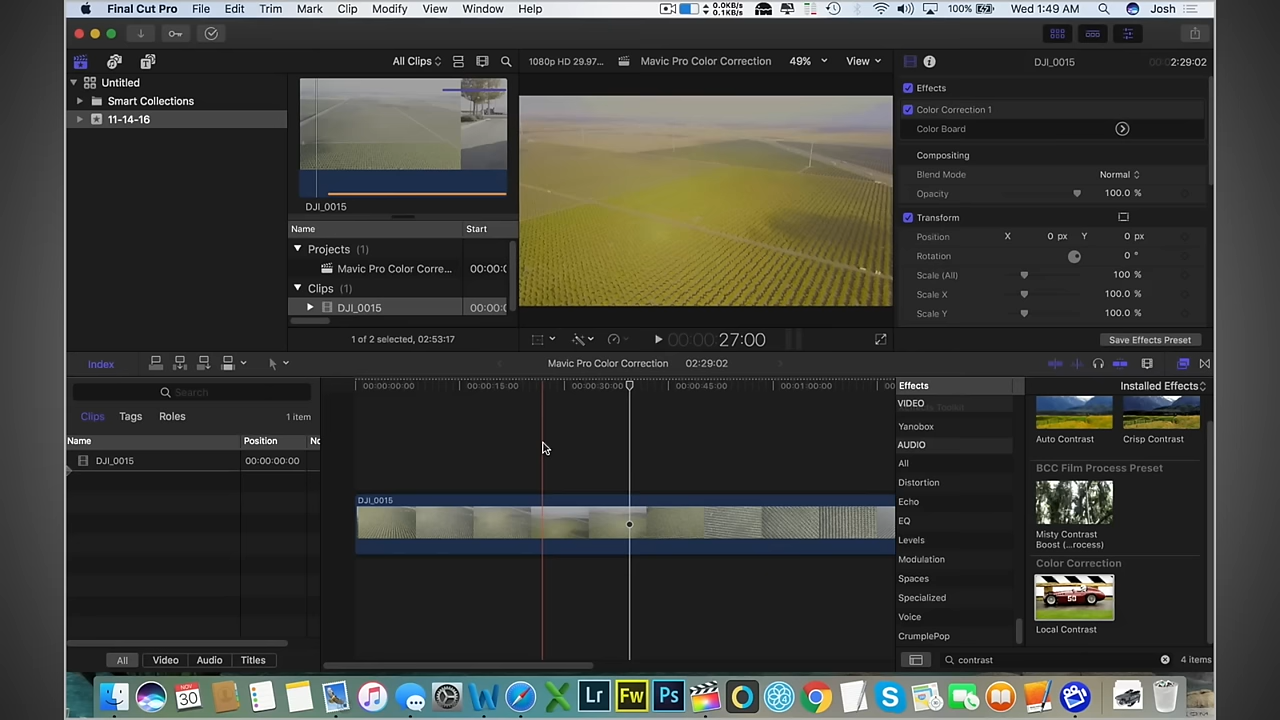 Final Cut Pro File Edit Trim Mark Clip Modify View Window Help 0.0KB/s 0.1KB/s 100% Wed 1:49 AM Josh
All Clips 1080p HD 29.97... Mavic Pro Color Correction 49% View DJI_0015 2:29:02
Untitled
Smart Collections
11-14-16
DJI_0015
Name Start
Projects (1)
Mavic Pro Color Corre... 00:00:0
Clips (1)
DJI_0015 00:00:0
1 of 2 selected, 02:53:17
00:00:27:00
Effects
Color Correction 1
Color Board
Compositing
Blend Mode Normal
Opacity 100.0 %
Transform
Position X 0 px Y 0 px
Rotation 0 °
Scale (All) 100 %
Scale X 100.0 %
Scale Y 100.0 %
Save Effects Preset
Index Mavic Pro Color Correction 02:29:02
Search
Clips Tags Roles 1 item
Name Position No
DJI_0015 00:00:00:00
All Video Audio Titles
00:00:00:00 00:00:15:00 00:00:30:00 00:00:45:00 00:01:00:00 00
DJI_0015
Effects Installed Effects
VIDEO
Yanobox
AUDIO
All
Distortion
Echo
EQ
Levels
Modulation
Spaces
Specialized
Voice
CrumplePop
Auto Contrast Crisp Contrast
BCC Film Process Preset
Misty Contrast
Boost (...rocess)
Color Correction
50
Local Contrast
contrast 4 items
NOV
30
Lr Fw Ps